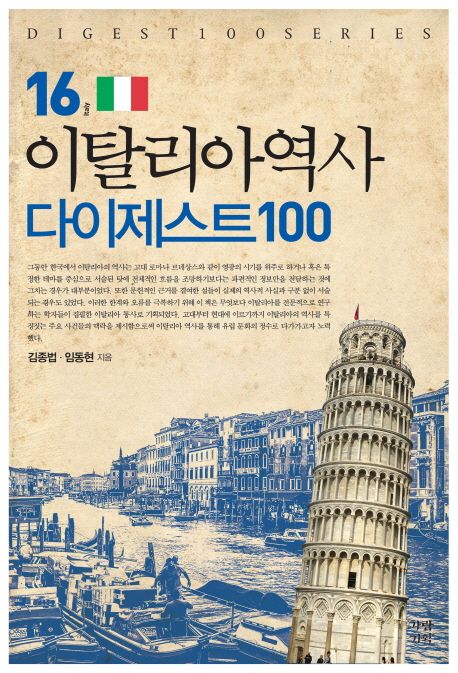 DIGEST100SERIES
16
이탈리아
이탈리아역사
다이제스트100
그동안 한국에서 이탈리아의 역사는 고대 로마나 르네상스와 같이 영광의 시기를 위주로 하거나 혹은 특
정한 테마를 중심으로 서술된 탓에 전체적인 흐름을 조망하기보다는 파편적인 정보만을 전달하는 것에
그치는 경우가 대부분이었다. 또한 문헌적인 근거를 결여한 설들이 실제의 역사적 사실과 구분 없이 서술
되는 경우도 있었다. 이러한 한계와 오류를 극복하기 위해 이 책은 무엇보다 이탈리아를 전문적으로 연구
하는 학자들이 집필한 이탈리아 통사로 기획되었다. 고대부터 현대에 이르기까지 이탈리아의 역사를 특
징짓는 주요 사건들의 맥락을 제시함으로써 이탈리아 역사를 통해 유럽 문화의 정수로 다가가고자 노력
했다.
김종법 · 임동현 지음
가람
기획